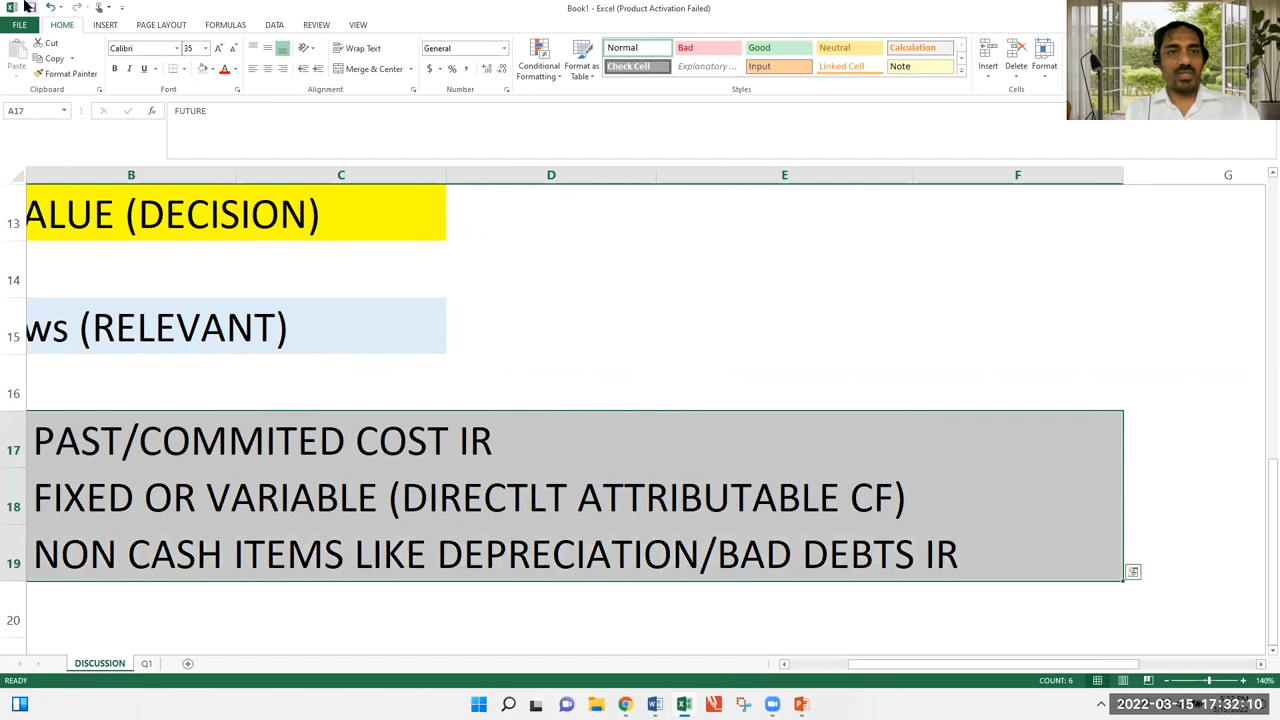 Book1 - Excel (Product Activation Failed)
FILE HOME INSERT PAGE LAYOUT FORMULAS DATA REVIEW VIEW
Cut
Copy
Format Painter
Paste
Clipboard
Calibri 35
B I U
Font
Wrap Text
Merge & Center
Alignment
General
Number
Conditional Formatting
Format as Table
Normal Bad Good Neutral Calculation
Check Cell Explanatory ... Input Linked Cell Note
Styles
Insert Delete Format
Cells
A17 FUTURE
B C D E F G
13 ALUE (DECISION)
14
15 ws (RELEVANT)
16
17 PAST/COMMITED COST IR
18 FIXED OR VARIABLE (DIRECTLT ATTRIBUTABLE CF)
19 NON CASH ITEMS LIKE DEPRECIATION/BAD DEBTS IR
20
DISCUSSION Q1
READY COUNT: 6 140%
2022-03-15 17:32:10